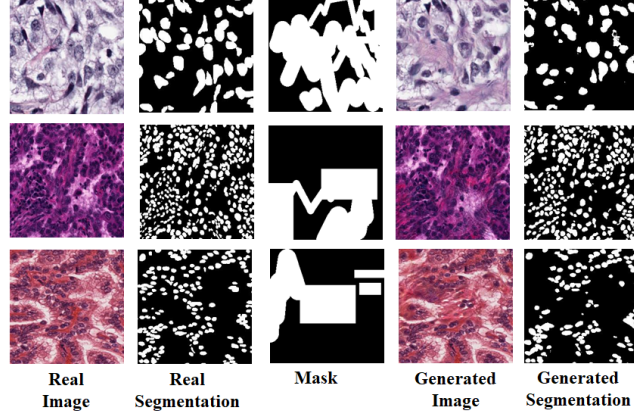 Real Image
Real Segmentation
Mask
Generated Image
Generated Segmentation